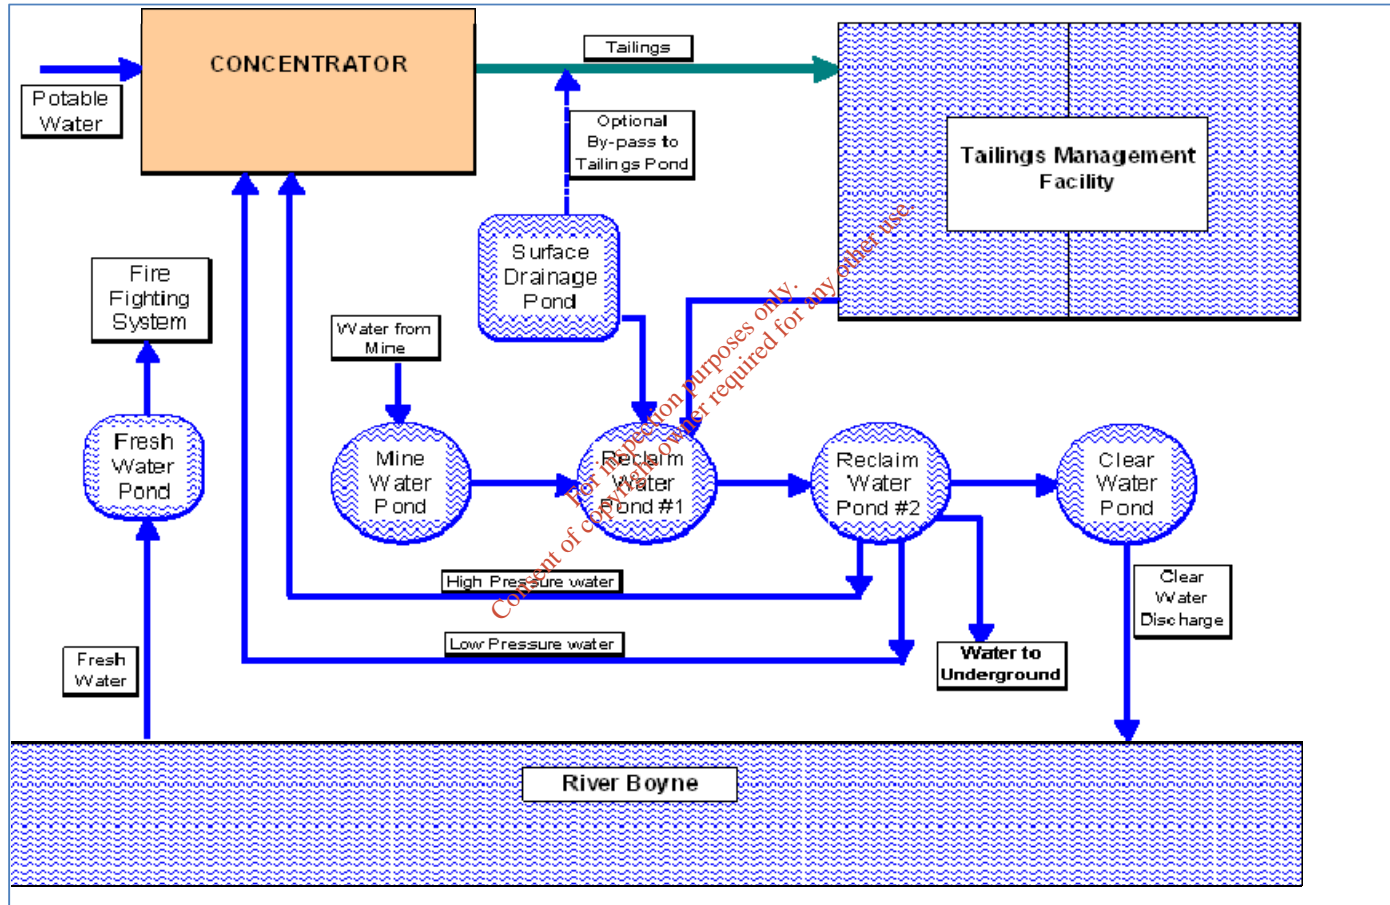 CONCENTRATOR
Tailings
Potable
Water
Optional
By-pass to
Tailings Pond
Tailings Management
Facility
Surface
Drainage
Pond
Fire
Fighting
System
Water from
Mine
Fresh
Water
Pond
Mine
Water
Pond
Reclaim
Water
Pond #1
Reclaim
Water
Pond #2
Clear
Water
Pond
High Pressure water
Clear
Water
Discharge
Low Pressure water
Water to
Underground
Fresh
Water
River Boyne
For inspection purposes only.
Consent of copyright owner required for any other use.